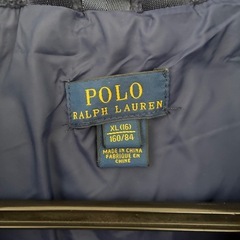 POLO
RALPH LAUREN
XL (16)
160/84
MADE IN CHINA
FABRIQUÉ EN
CHINE